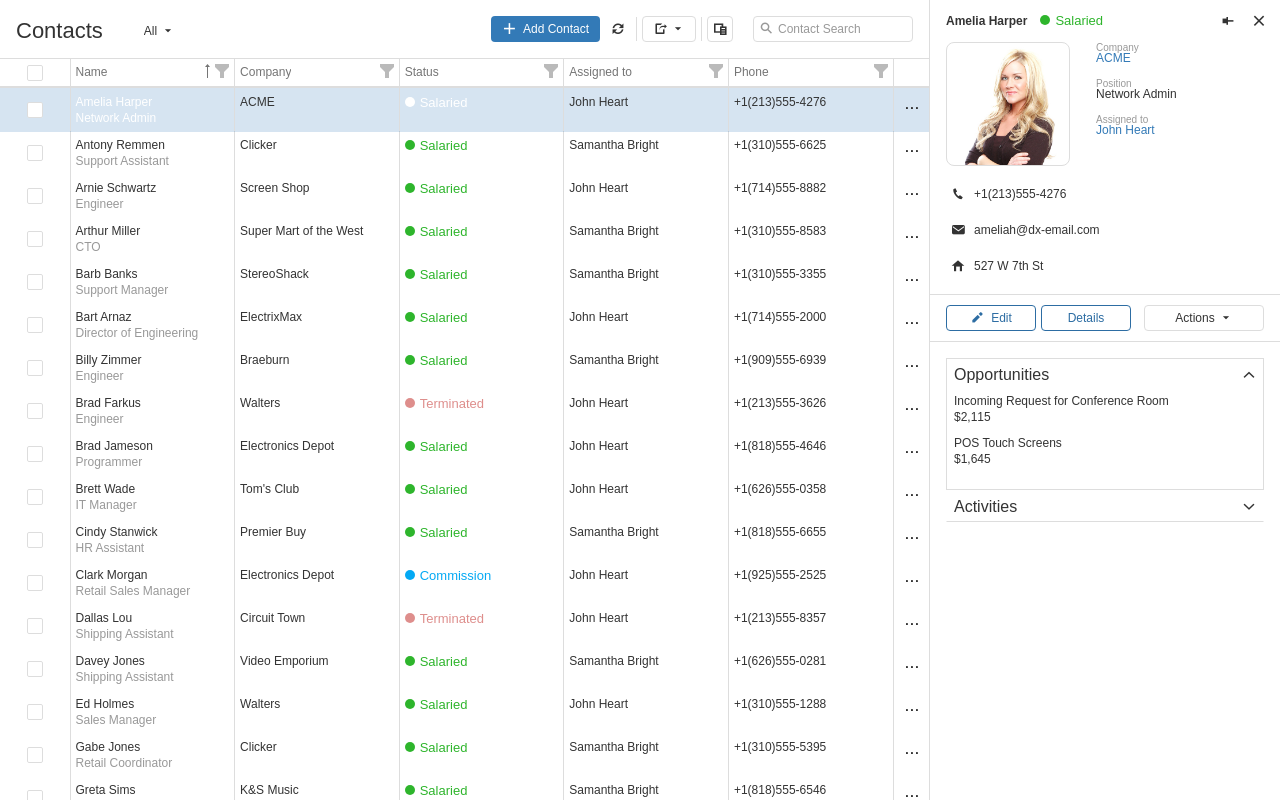 Contacts
All
Add Contact
Contact Search
Name Company Status Assigned to Phone
Amelia Harper ACME Salaried John Heart +1(213)555-4276
Network Admin
Antony Remmen Clicker Salaried Samantha Bright +1(310)555-6625
Support Assistant
Arnie Schwartz Screen Shop Salaried John Heart +1(714)555-8882
Engineer
Arthur Miller Super Mart of the West Salaried Samantha Bright +1(310)555-8583
CTO
Barb Banks StereoShack Salaried Samantha Bright +1(310)555-3355
Support Manager
Bart Arnaz ElectrixMax Salaried John Heart +1(714)555-2000
Director of Engineering
Billy Zimmer Braeburn Salaried Samantha Bright +1(909)555-6939
Engineer
Brad Farkus Walters Terminated John Heart +1(213)555-3626
Engineer
Brad Jameson Electronics Depot Salaried John Heart +1(818)555-4646
Programmer
Brett Wade Tom's Club Salaried John Heart +1(626)555-0358
IT Manager
Cindy Stanwick Premier Buy Salaried Samantha Bright +1(818)555-6655
HR Assistant
Clark Morgan Electronics Depot Commission John Heart +1(925)555-2525
Retail Sales Manager
Dallas Lou Circuit Town Terminated John Heart +1(213)555-8357
Shipping Assistant
Davey Jones Video Emporium Salaried Samantha Bright +1(626)555-0281
Shipping Assistant
Ed Holmes Walters Salaried John Heart +1(310)555-1288
Sales Manager
Gabe Jones Clicker Salaried Samantha Bright +1(310)555-5395
Retail Coordinator
Greta Sims K&S Music Salaried Samantha Bright +1(818)555-6546
Amelia Harper Salaried
Company
ACME
Position
Network Admin
Assigned to
John Heart
+1(213)555-4276
ameliah@dx-email.com
527 W 7th St
Edit Details Actions
Opportunities
Incoming Request for Conference Room
$2,115
POS Touch Screens
$1,645
Activities